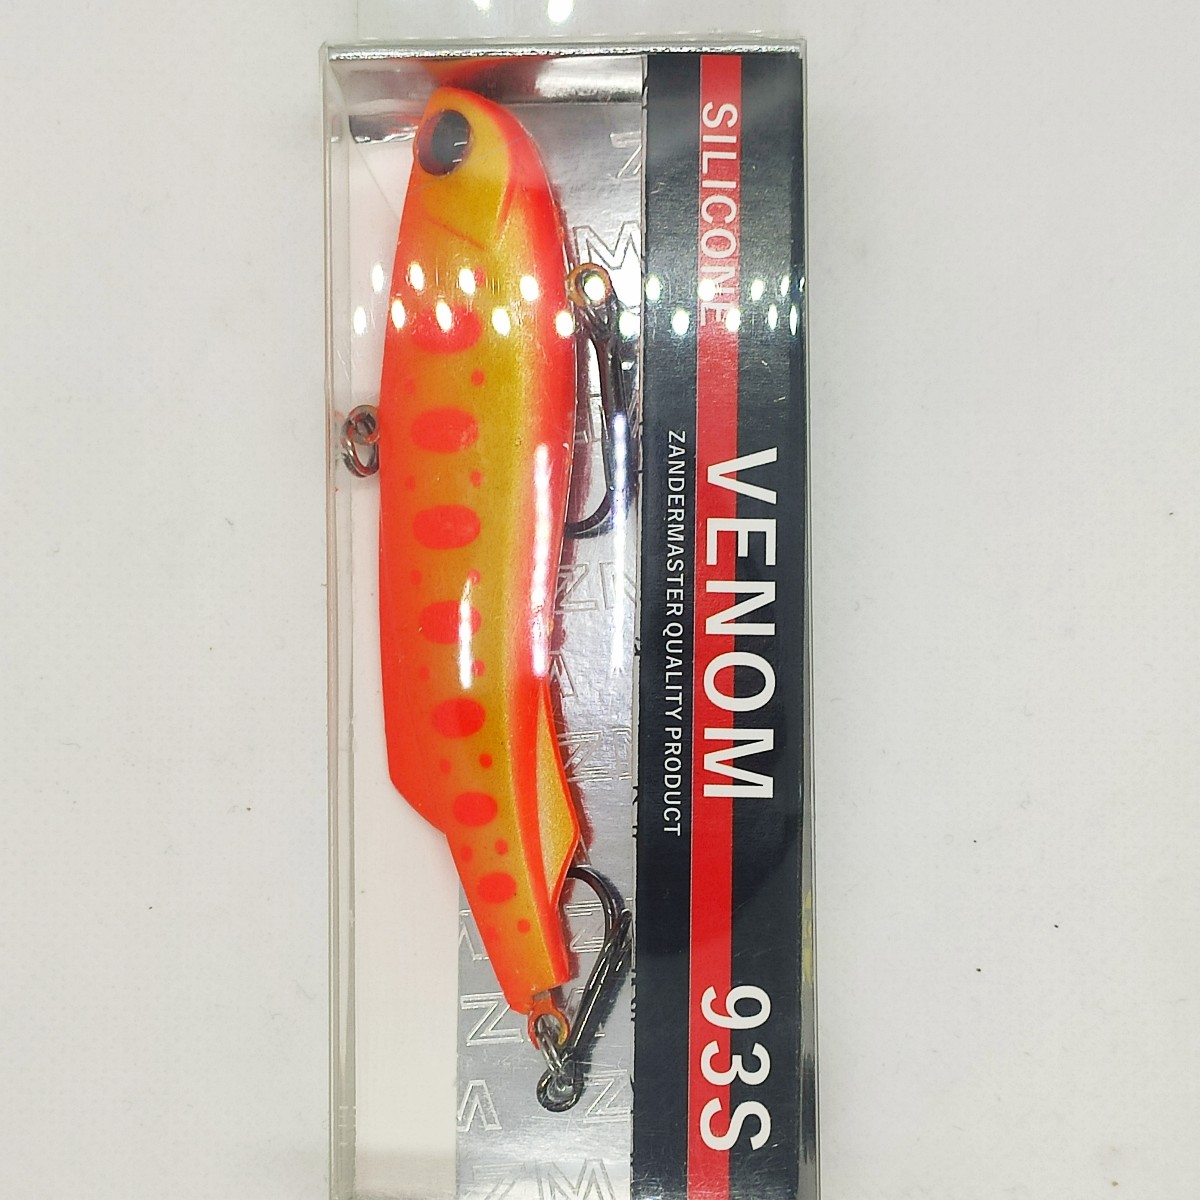 SILICONE
VENOM 93S
ZANDERMASTER QUALITY PRODUCT